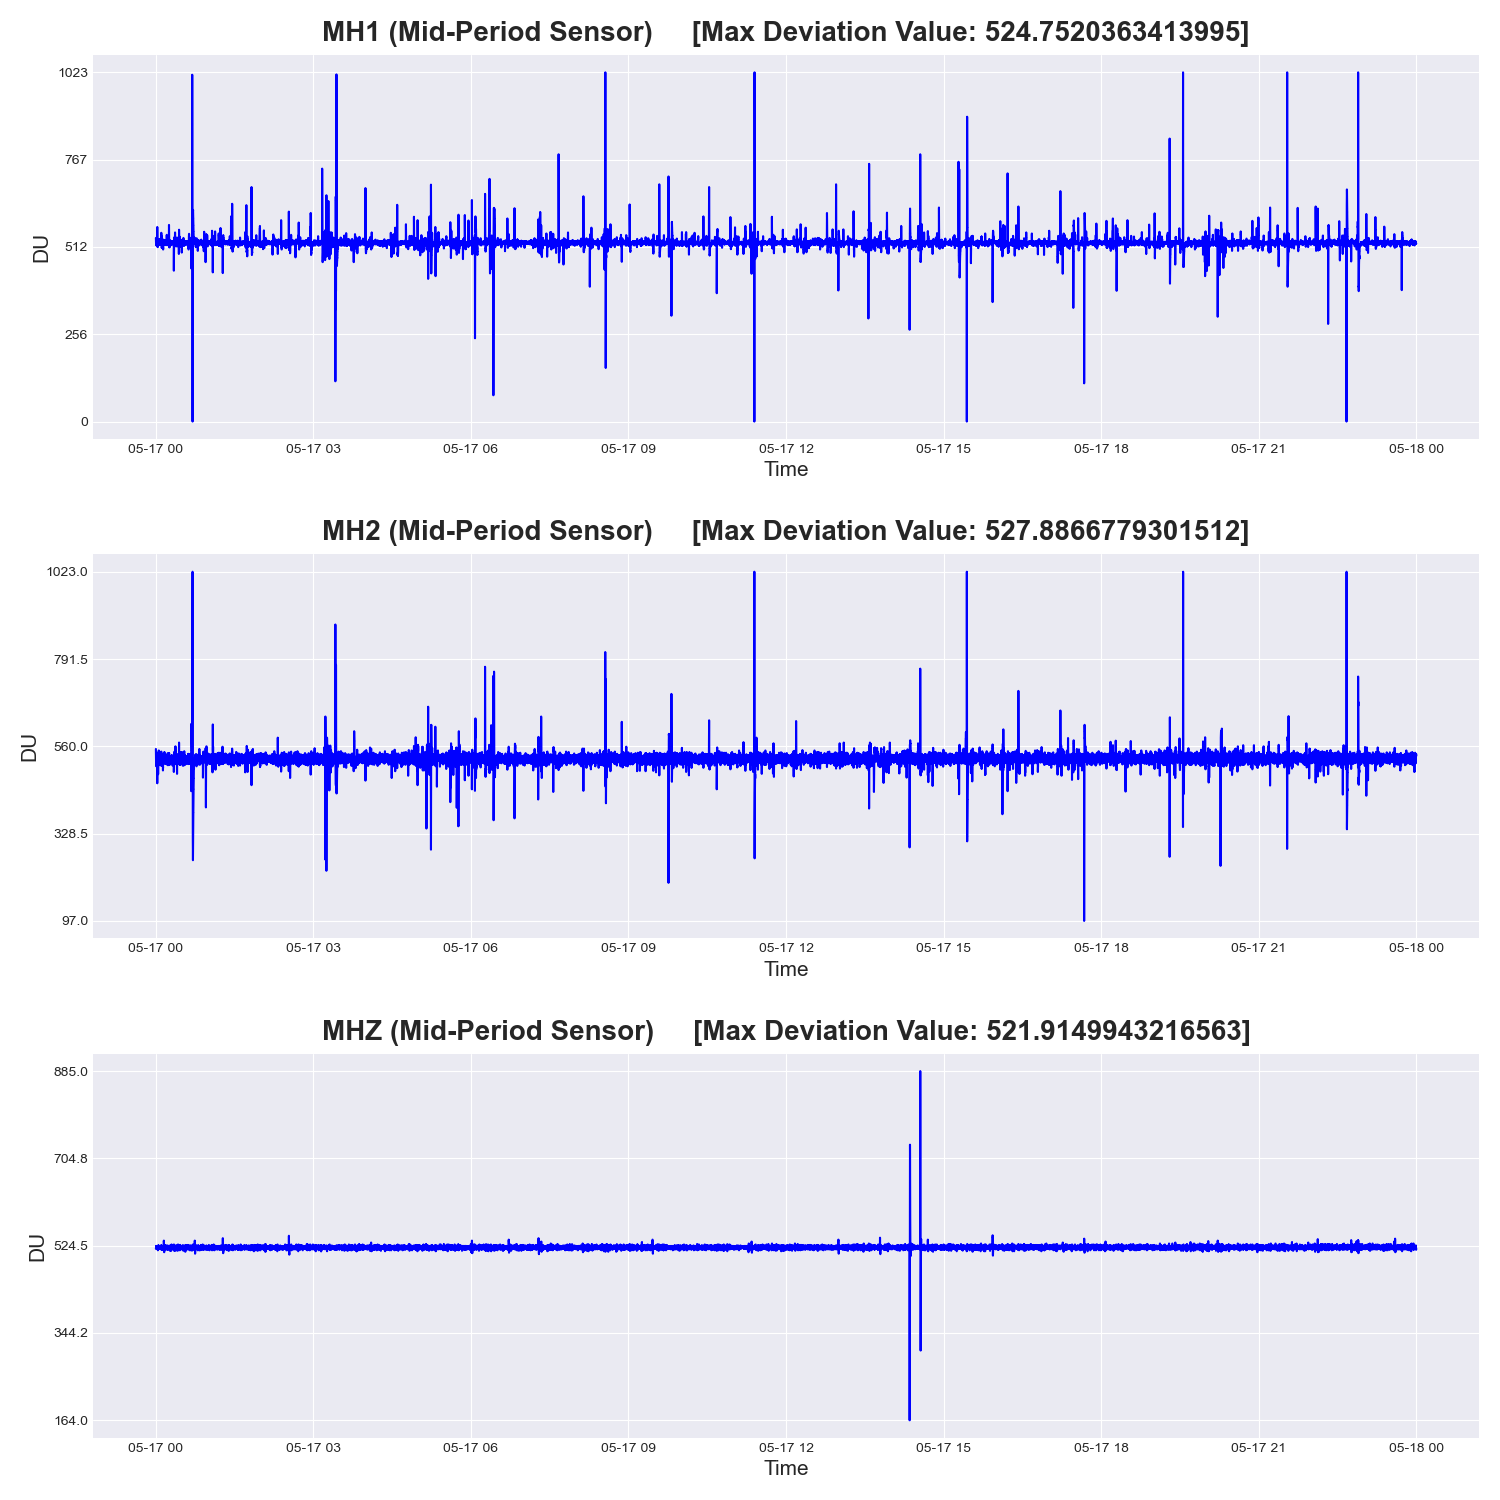 MH1 (Mid-Period Sensor) [Max Deviation Value: 524.7520363413995]
1023
767
512
256
0
DU
05-17 00 05-17 03 05-17 06 05-17 09 05-17 12 05-17 15 05-17 18 05-17 21 05-18 00
Time
MH2 (Mid-Period Sensor) [Max Deviation Value: 527.8866779301512]
1023.0
791.5
560.0
328.5
97.0
DU
05-17 00 05-17 03 05-17 06 05-17 09 05-17 12 05-17 15 05-17 18 05-17 21 05-18 00
Time
MHZ (Mid-Period Sensor) [Max Deviation Value: 521.9149943216563]
885.0
704.8
524.5
344.2
164.0
DU
05-17 00 05-17 03 05-17 06 05-17 09 05-17 12 05-17 15 05-17 18 05-17 21 05-18 00
Time